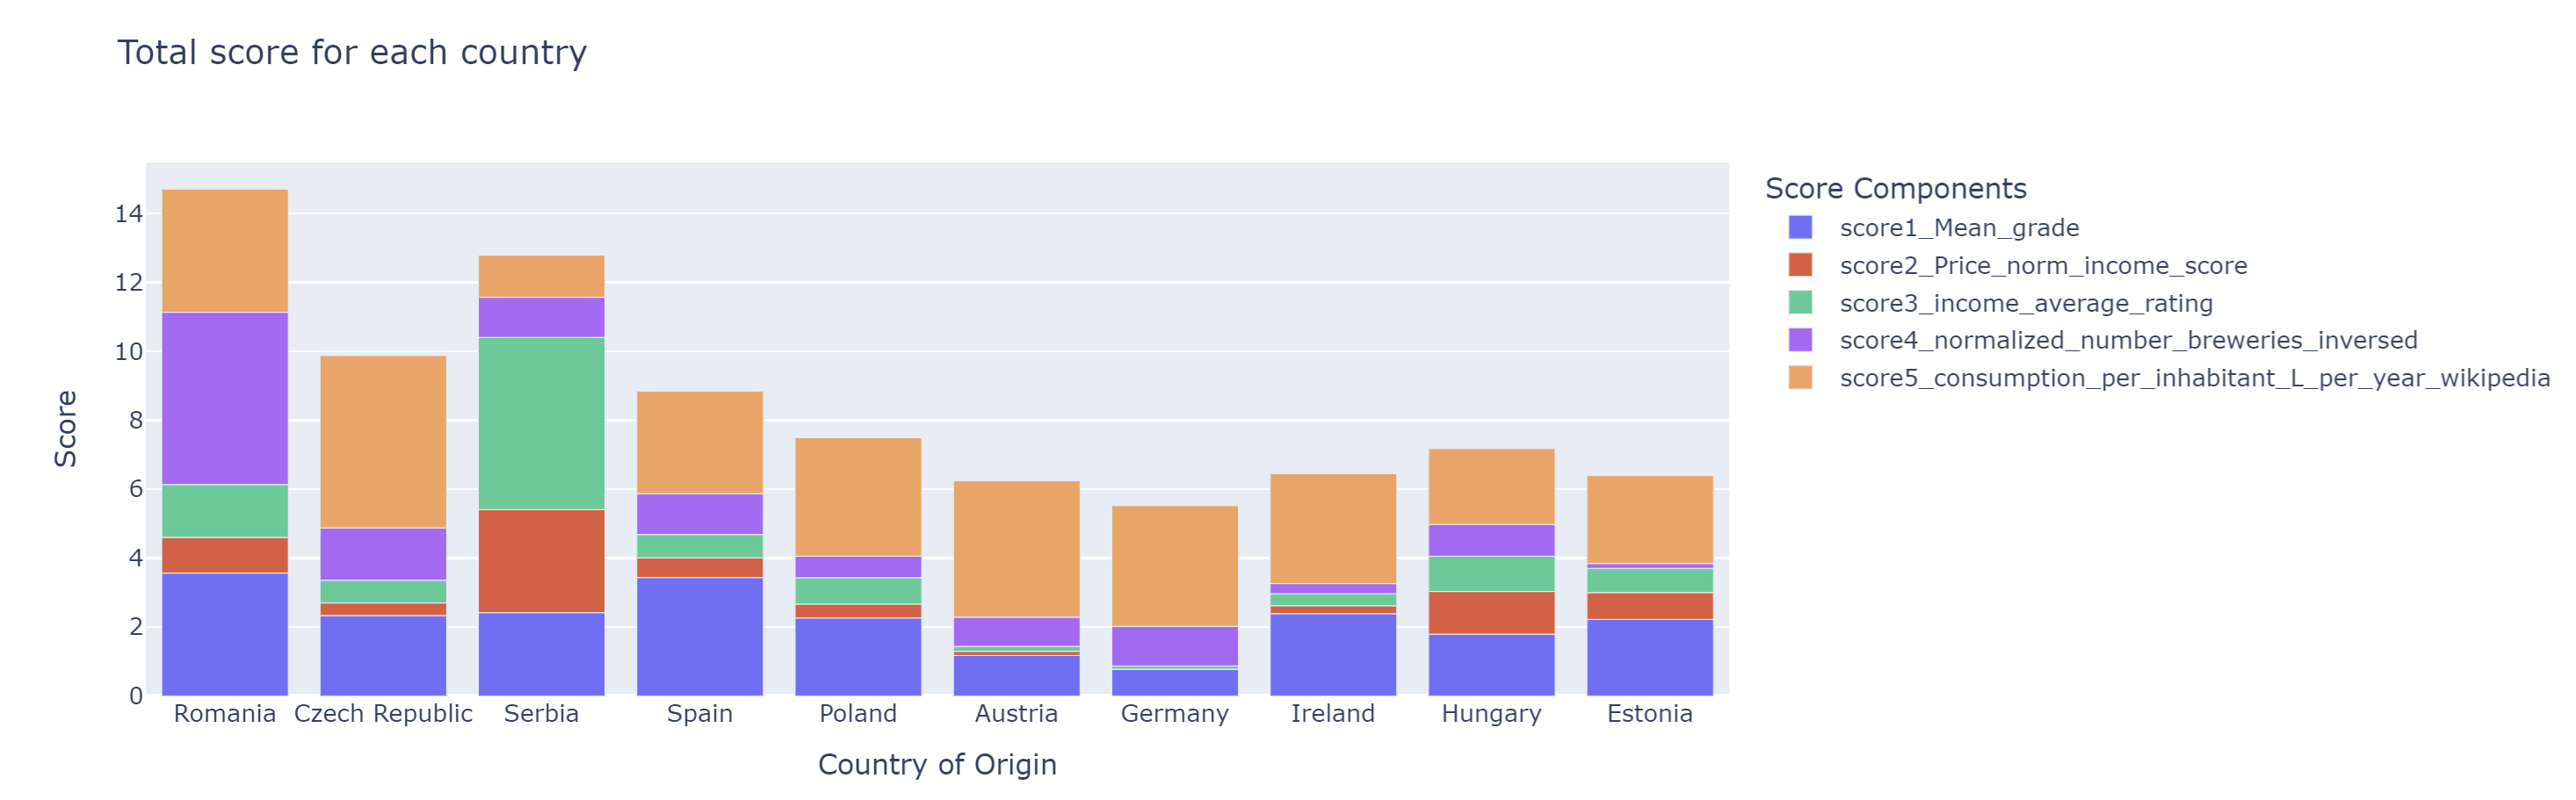 Total score for each country
Score
14
12
10
8
6
4
2
0
Romania Czech Republic Serbia Spain Poland Austria Germany Ireland Hungary Estonia
Country of Origin
Score Components
score1_Mean_grade
score2_Price_norm_income_score
score3_income_average_rating
score4_normalized_number_breweries_inversed
score5_consumption_per_inhabitant_L_per_year_wikipedia